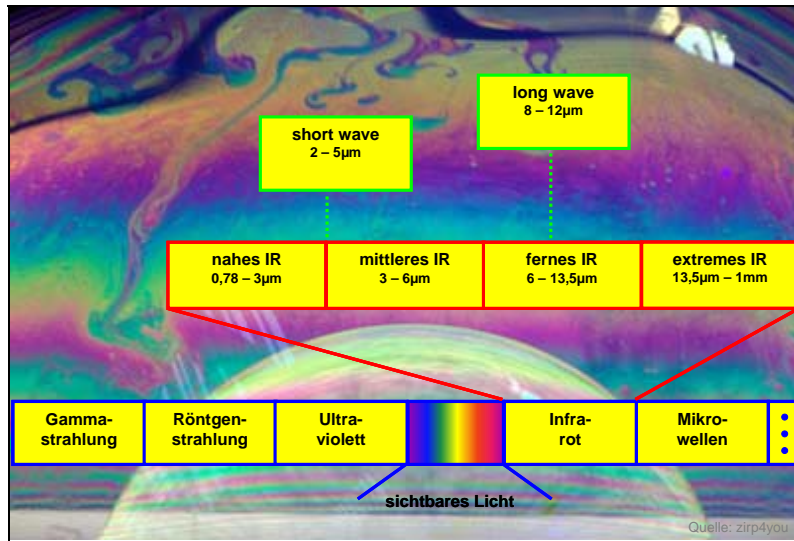 long wave
8 – 12µm
short wave
2 – 5µm
nahes IR
0,78 – 3µm
mittleres IR
3 – 6µm
fernes IR
6 – 13,5µm
extremes IR
13,5µm – 1mm
Gamma-
strahlung
Röntgen-
strahlung
Ultra-
violett
Infra-
rot
Mikro-
wellen
sichtbares Licht
Quelle: zirp4you